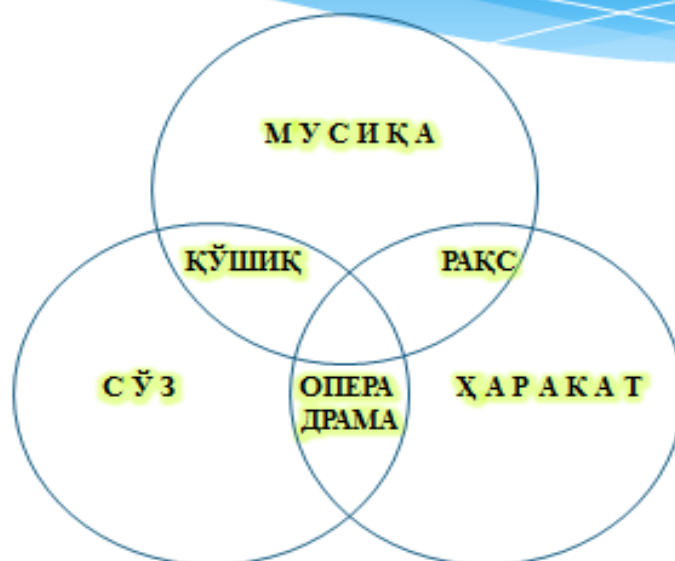 М У С И Қ А
ҚЎШИҚ
РАҚС
С Ў З
ОПЕРА
ДРАМА
Ҳ А Р А К А Т